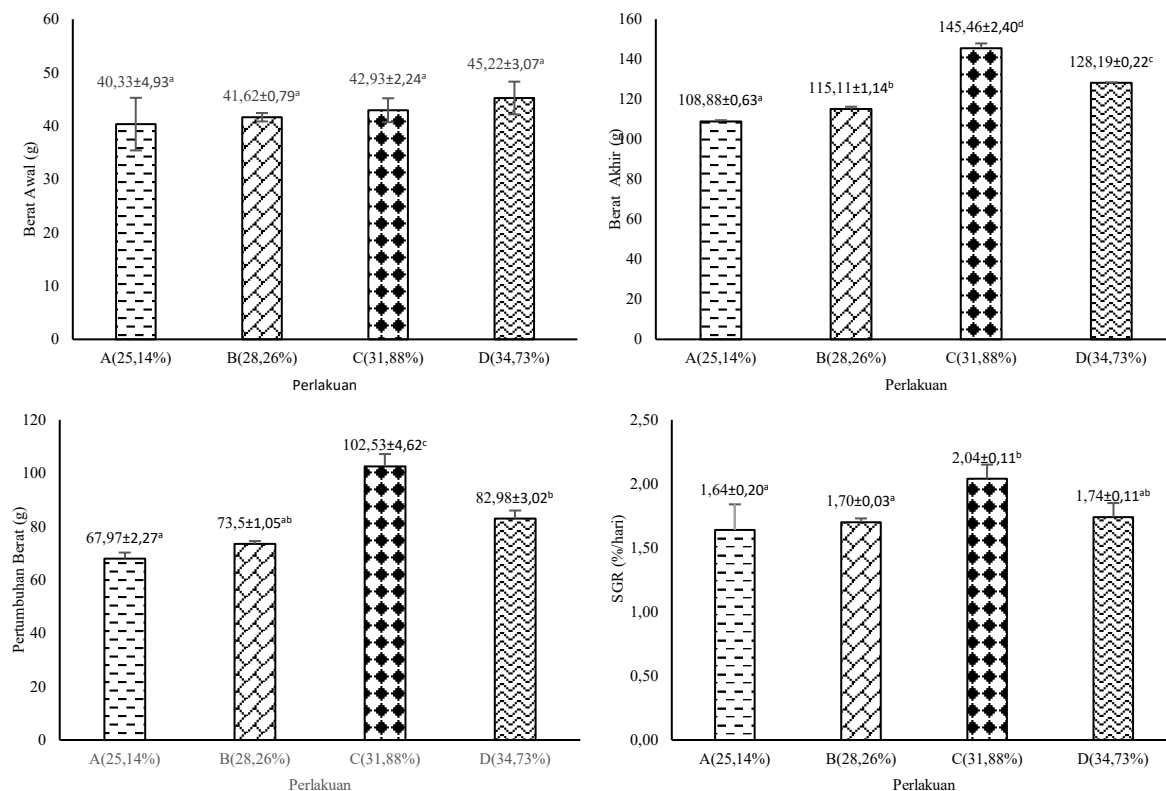 Berat Awal (g)
60
50
40
30
20
10
0
40,33±4,93ᵃ
41,62±0,79ᵃ
42,93±2,24ᵃ
45,22±3,07ᵃ
A(25,14%) B(28,26%) C(31,88%) D(34,73%)
Perlakuan
Berat Akhir (g)
160
140
120
100
80
60
40
20
0
108,88±0,63ᵃ
115,11±1,14ᵇ
145,46±2,40ᵈ
128,19±0,22ᶜ
A(25,14%) B(28,26%) C(31,88%) D(34,73%)
Perlakuan
Pertumbuhan Berat (g)
120
100
80
60
40
20
0
67,97±2,27ᵃ
73,5±1,05ᵃᵇ
102,53±4,62ᶜ
82,98±3,02ᵇ
A(25,14%) B(28,26%) C(31,88%) D(34,73%)
Perlakuan
SGR (%/hari)
2,50
2,00
1,50
1,00
0,50
0,00
1,64±0,20ᵃ
1,70±0,03ᵃ
2,04±0,11ᵇ
1,74±0,11ᵃᵇ
A(25,14%) B(28,26%) C(31,88%) D(34,73%)
Perlakuan